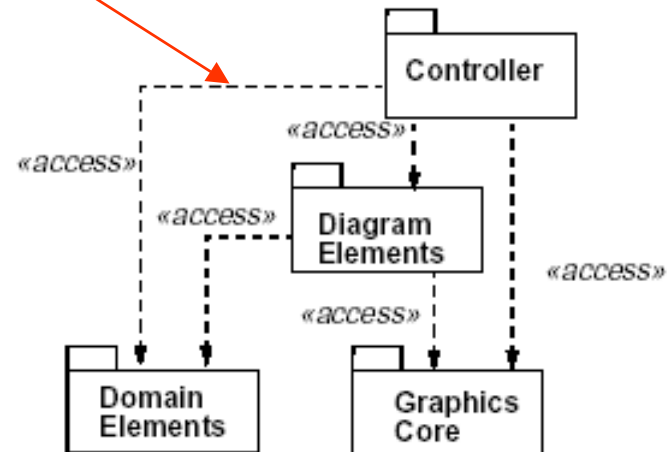 Controller
«access»
«access»
«access»
Diagram
Elements
«access»
«access»
Domain
Elements
Graphics
Core